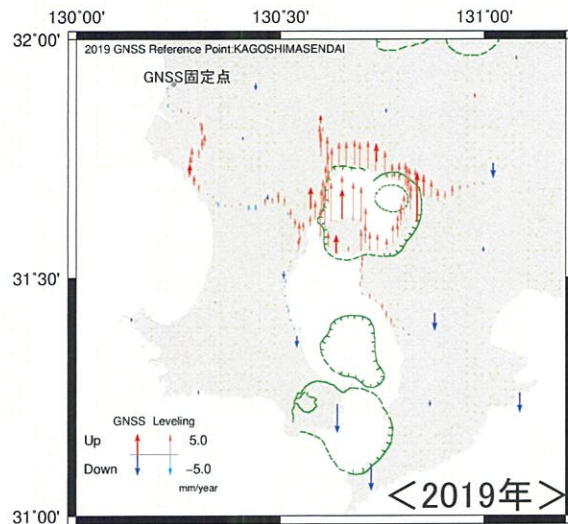 130°00' 130°30' 131°00'
32°00'
2019 GNSS Reference Point:KAGOSHIMASENDAI
GNSS固定点
31°30'
GNSS Leveling
Up 5.0
Down −5.0
mm/year
31°00'
＜2019年＞